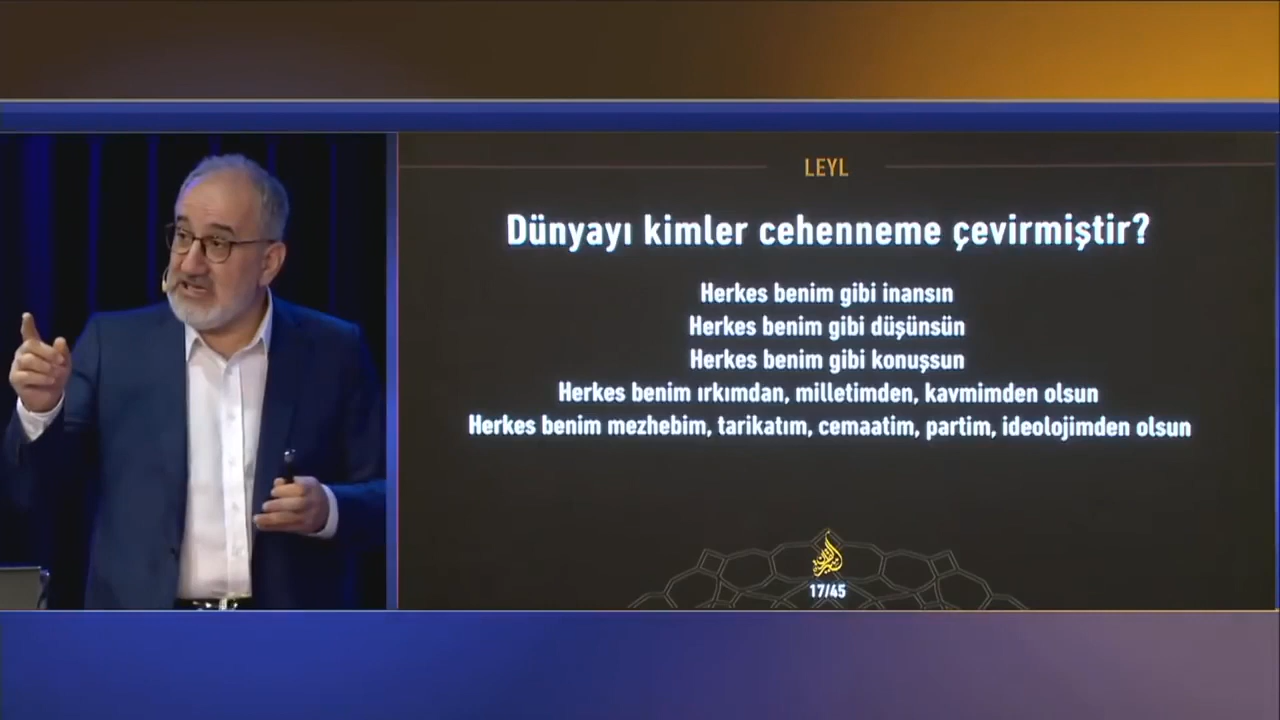 LEYL
Dünyayı kimler cehenneme çevirmiştir?
Herkes benim gibi inansın
Herkes benim gibi düşünsün
Herkes benim gibi konuşsun
Herkes benim ırkımdan, milletimden, kavmimden olsun
Herkes benim mezhebim, tarikatım, cemaatim, partim, ideolojimden olsun
17/45